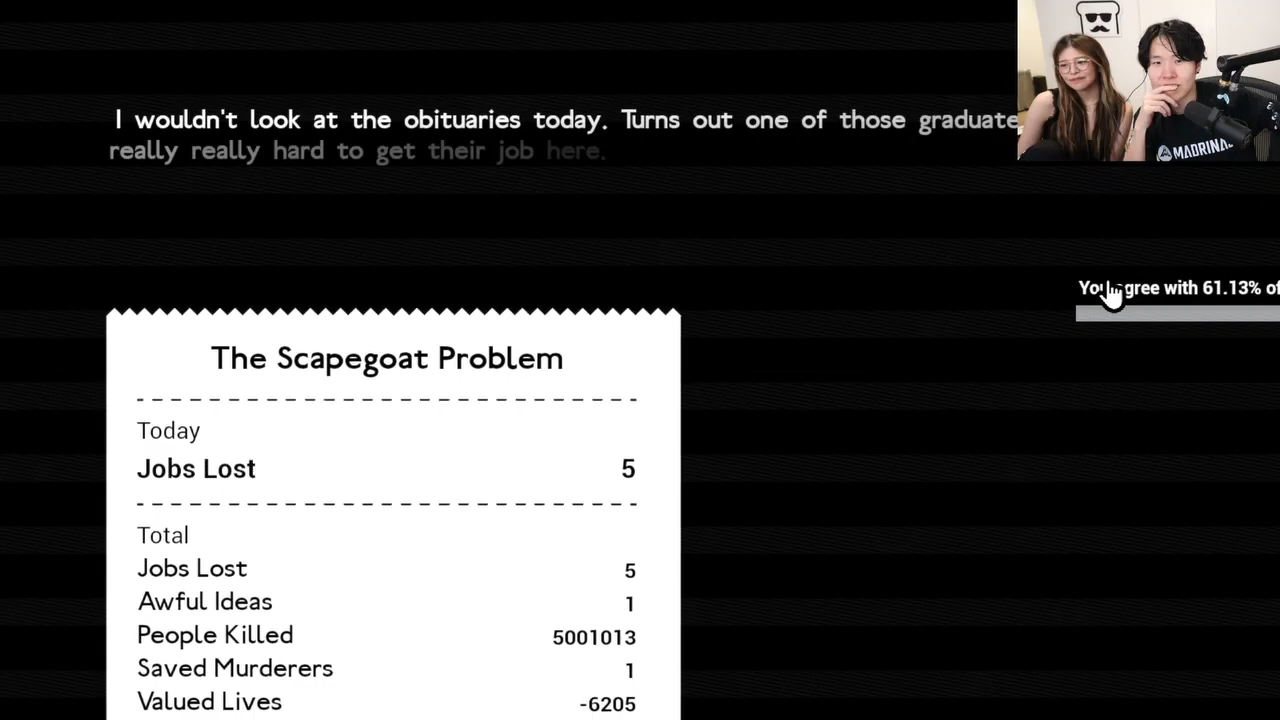 I wouldn't look at the obituaries today. Turns out one of those graduate
really really hard to get their job here.
MADRINA
You agree with 61.13% of
The Scapegoat Problem
Today
Jobs Lost 5
Total
Jobs Lost 5
Awful Ideas 1
People Killed 5001013
Saved Murderers 1
Valued Lives -6205